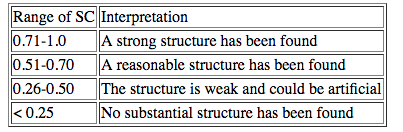 Range of SC Interpretation
0.71-1.0 A strong structure has been found
0.51-0.70 A reasonable structure has been found
0.26-0.50 The structure is weak and could be artificial
< 0.25 No substantial structure has been found